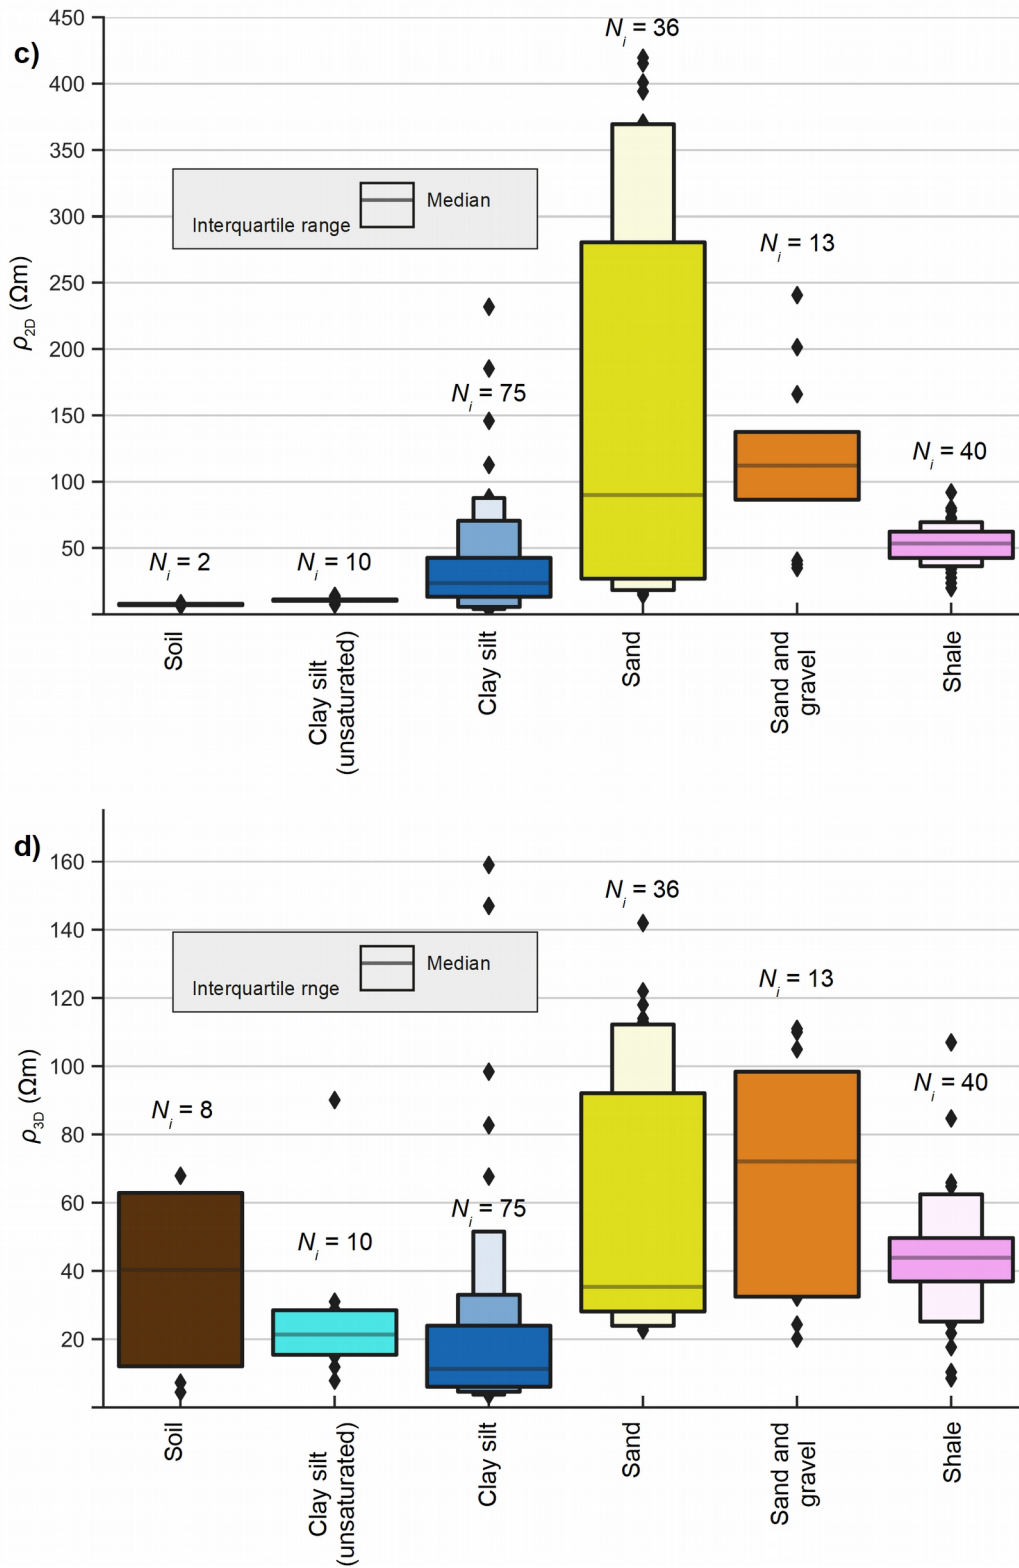 c)
450
400
350
300
250
200
150
100
50
ρ2D (Ωm)
Interquartile range
Median
Ni = 2
Ni = 10
Ni = 75
Ni = 36
Ni = 13
Ni = 40
Soil
Clay silt
(unsaturated)
Clay silt
Sand
Sand and
gravel
Shale
d)
160
140
120
100
80
60
40
20
ρ3D (Ωm)
Interquartile rnge
Median
Ni = 8
Ni = 10
Ni = 75
Ni = 36
Ni = 13
Ni = 40
Soil
Clay silt
(unsaturated)
Clay silt
Sand
Sand and
gravel
Shale